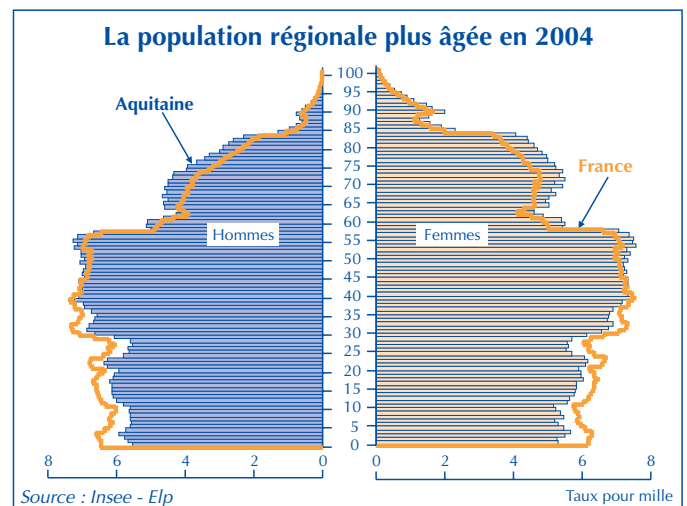 La population régionale plus âgée en 2004
Aquitaine
France
Hommes
Femmes
100
95
90
85
80
75
70
65
60
55
50
45
40
35
30
25
20
15
10
5
0
8 6 4 2 0
0 2 4 6 8
Source : Insee - Elp
Taux pour mille